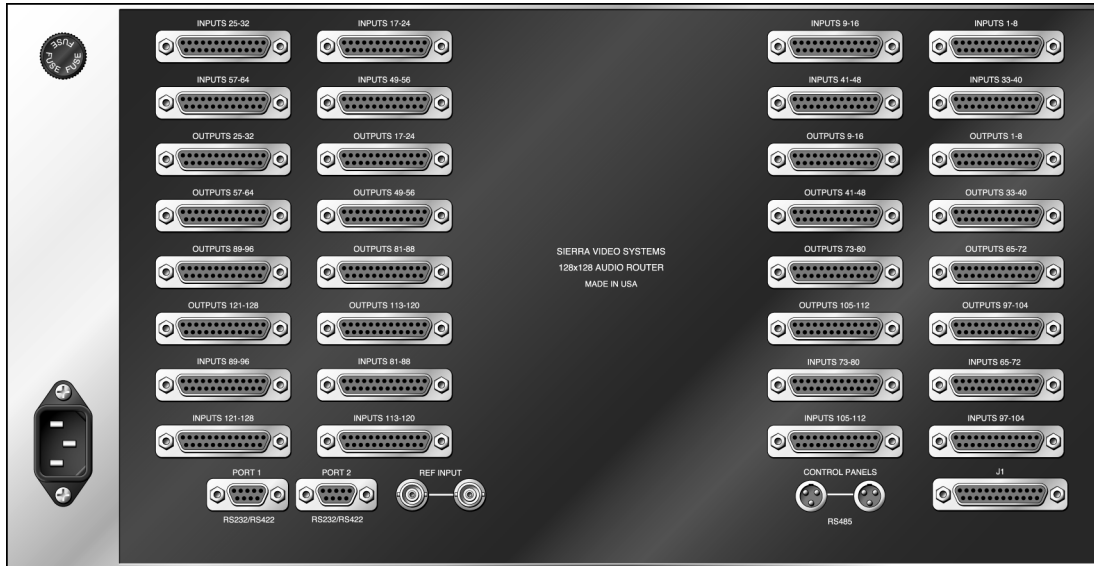 FUSE FUSE FUSE
INPUTS 25-32 INPUTS 17-24 INPUTS 9-16 INPUTS 1-8
INPUTS 57-64 INPUTS 49-56 INPUTS 41-48 INPUTS 33-40
OUTPUTS 25-32 OUTPUTS 17-24 OUTPUTS 9-16 OUTPUTS 1-8
OUTPUTS 57-64 OUTPUTS 49-56 OUTPUTS 41-48 OUTPUTS 33-40
OUTPUTS 89-96 OUTPUTS 81-88 OUTPUTS 73-80 OUTPUTS 65-72
SIERRA VIDEO SYSTEMS
128x128 AUDIO ROUTER
MADE IN USA
OUTPUTS 121-128 OUTPUTS 113-120 OUTPUTS 105-112 OUTPUTS 97-104
INPUTS 89-96 INPUTS 81-88 INPUTS 73-80 INPUTS 65-72
INPUTS 121-128 INPUTS 113-120 INPUTS 105-112 INPUTS 97-104
PORT 1 PORT 2 REF INPUT CONTROL PANELS J1
RS232/RS422 RS232/RS422 RS485